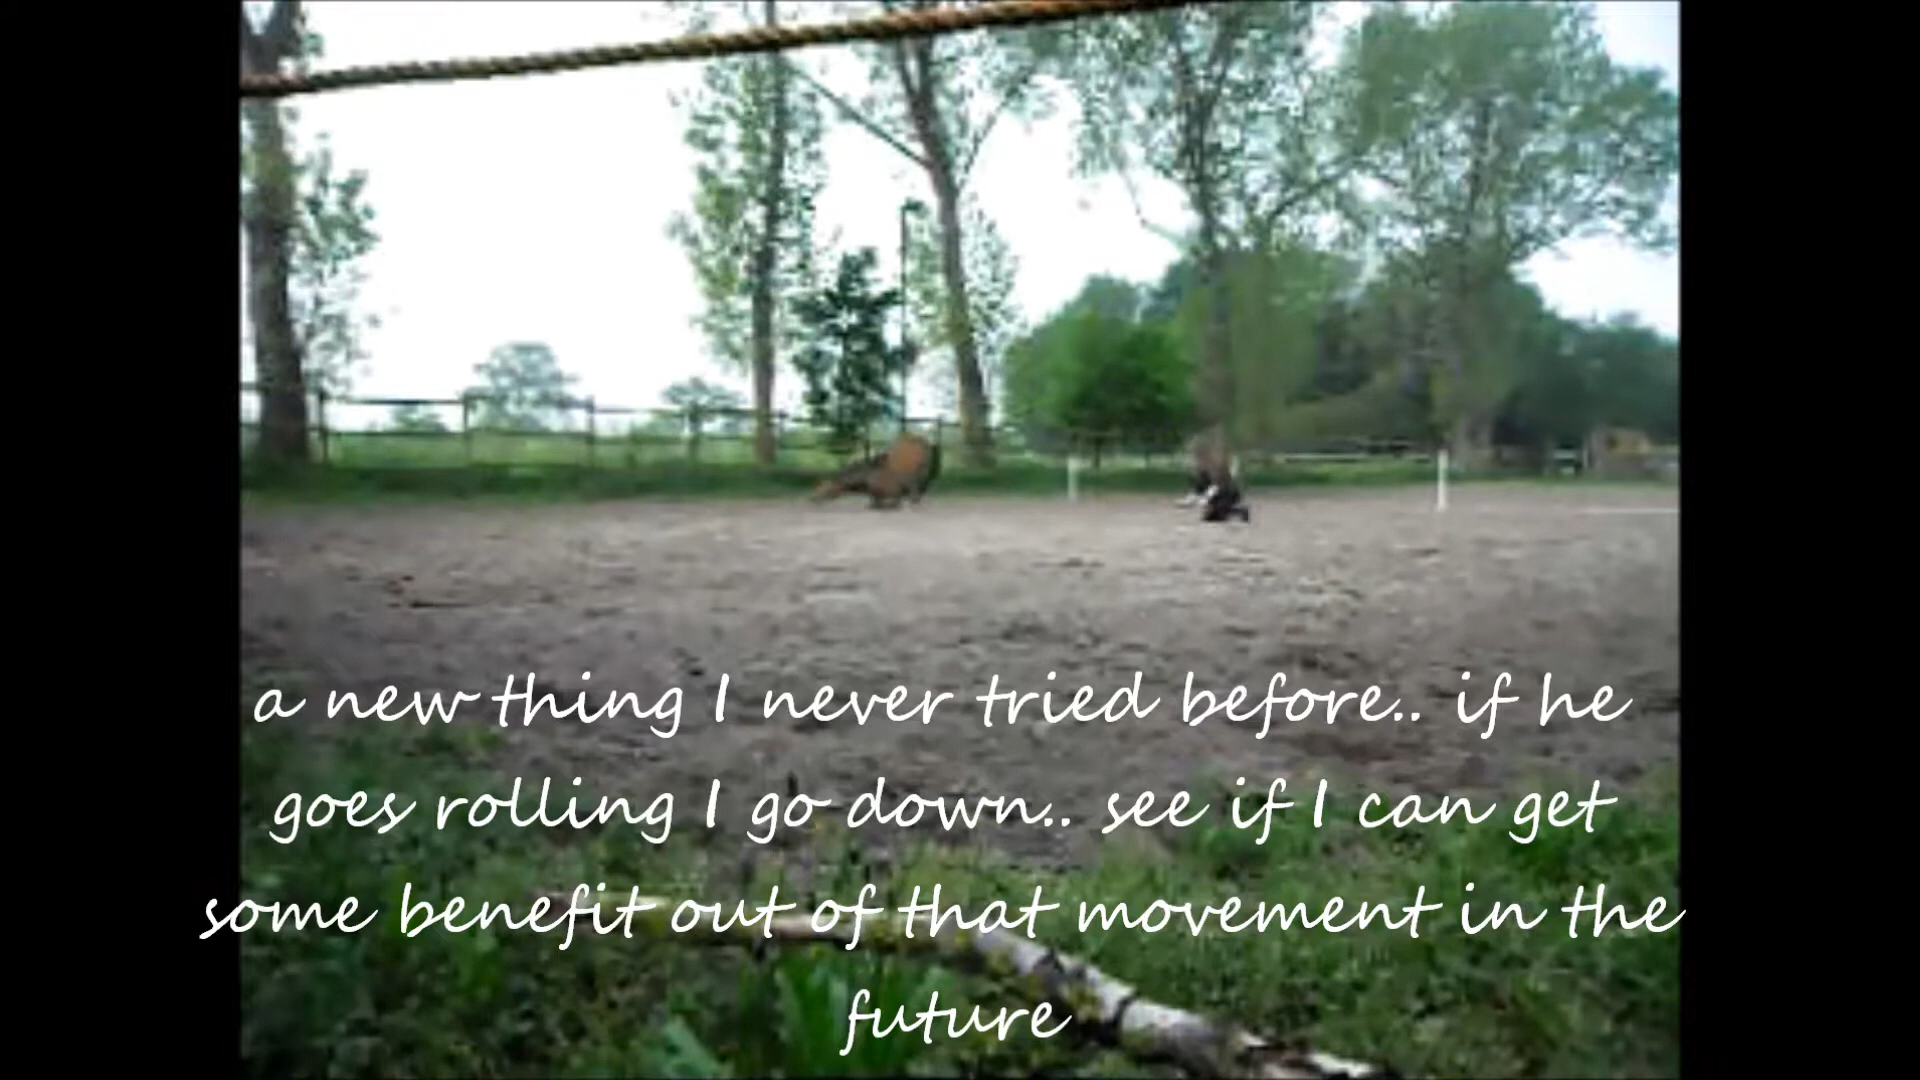 a new thing I never tried before.. if he
goes rolling I go down.. see if I can get
some benefit out of that movement in the
future